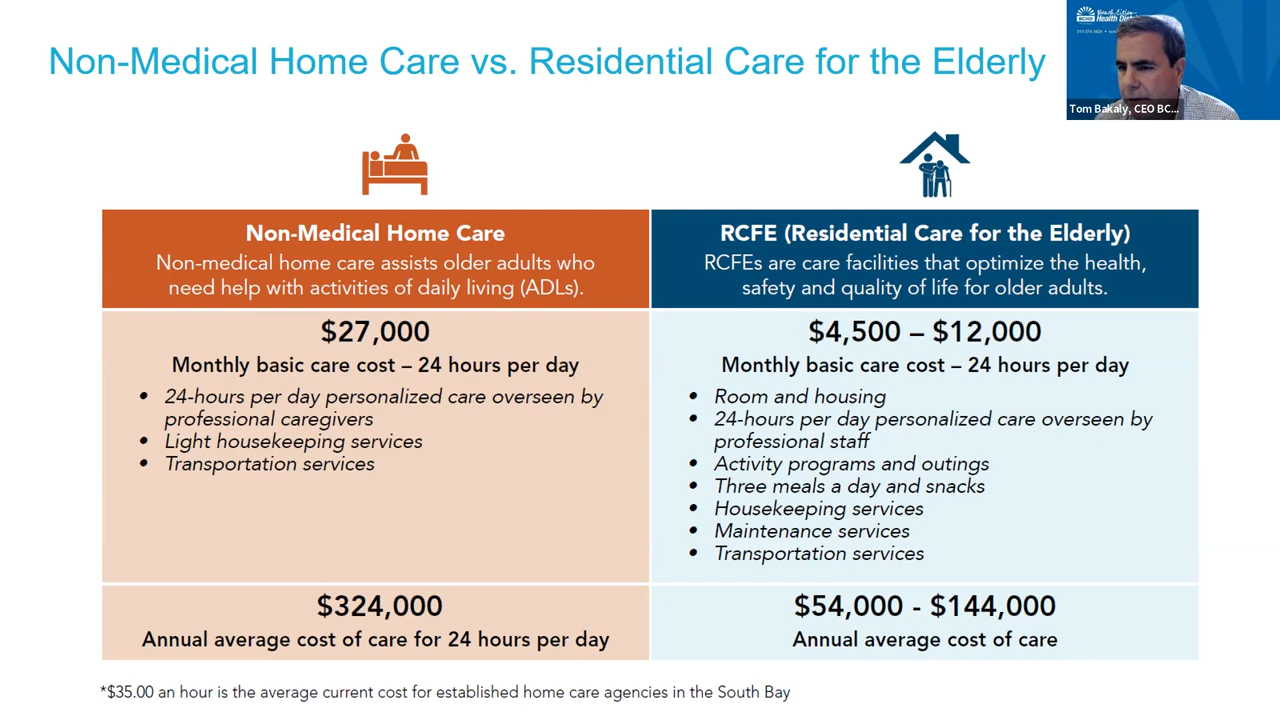 Non-Medical Home Care vs. Residential Care for the Elderly
BCHD
Health Dist
Tom Bakaly, CEO BC...
Non-Medical Home Care
Non-medical home care assists older adults who
need help with activities of daily living (ADLs).
RCFE (Residential Care for the Elderly)
RCFEs are care facilities that optimize the health,
safety and quality of life for older adults.
$27,000
Monthly basic care cost – 24 hours per day
• 24-hours per day personalized care overseen by
professional caregivers
• Light housekeeping services
• Transportation services
$4,500 – $12,000
Monthly basic care cost – 24 hours per day
• Room and housing
• 24-hours per day personalized care overseen by
professional staff
• Activity programs and outings
• Three meals a day and snacks
• Housekeeping services
• Maintenance services
• Transportation services
$324,000
Annual average cost of care for 24 hours per day
$54,000 - $144,000
Annual average cost of care
*$35.00 an hour is the average current cost for established home care agencies in the South Bay